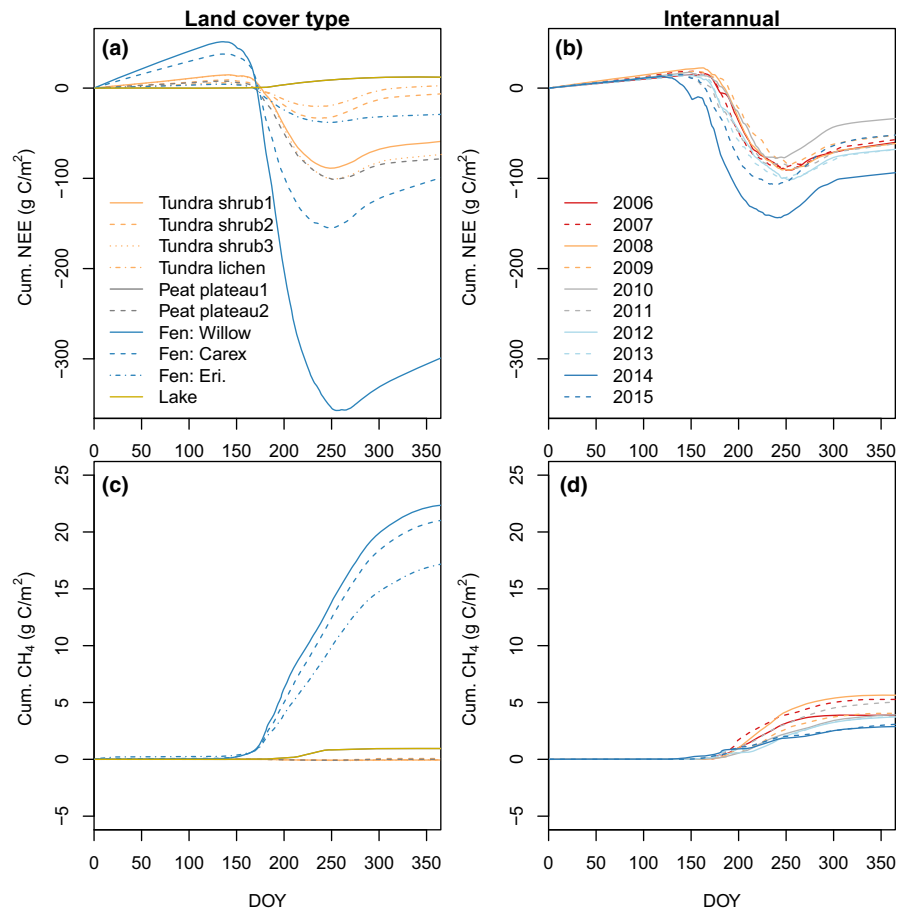 Land cover type
Interannual
(a)
Cum. NEE (g C/m²)
0
−100
−200
−300
Tundra shrub1
Tundra shrub2
Tundra shrub3
Tundra lichen
Peat plateau1
Peat plateau2
Fen: Willow
Fen: Carex
Fen: Eri.
Lake
0 50 100 150 200 250 300 350
(b)
Cum. NEE (g C/m²)
0
−100
−200
−300
2006
2007
2008
2009
2010
2011
2012
2013
2014
2015
0 50 100 150 200 250 300 350
(c)
Cum. CH₄ (g C/m²)
25
20
15
10
5
0
−5
0 50 100 150 200 250 300 350
DOY
(d)
Cum. CH₄ (g C/m²)
25
20
15
10
5
0
−5
0 50 100 150 200 250 300 350
DOY